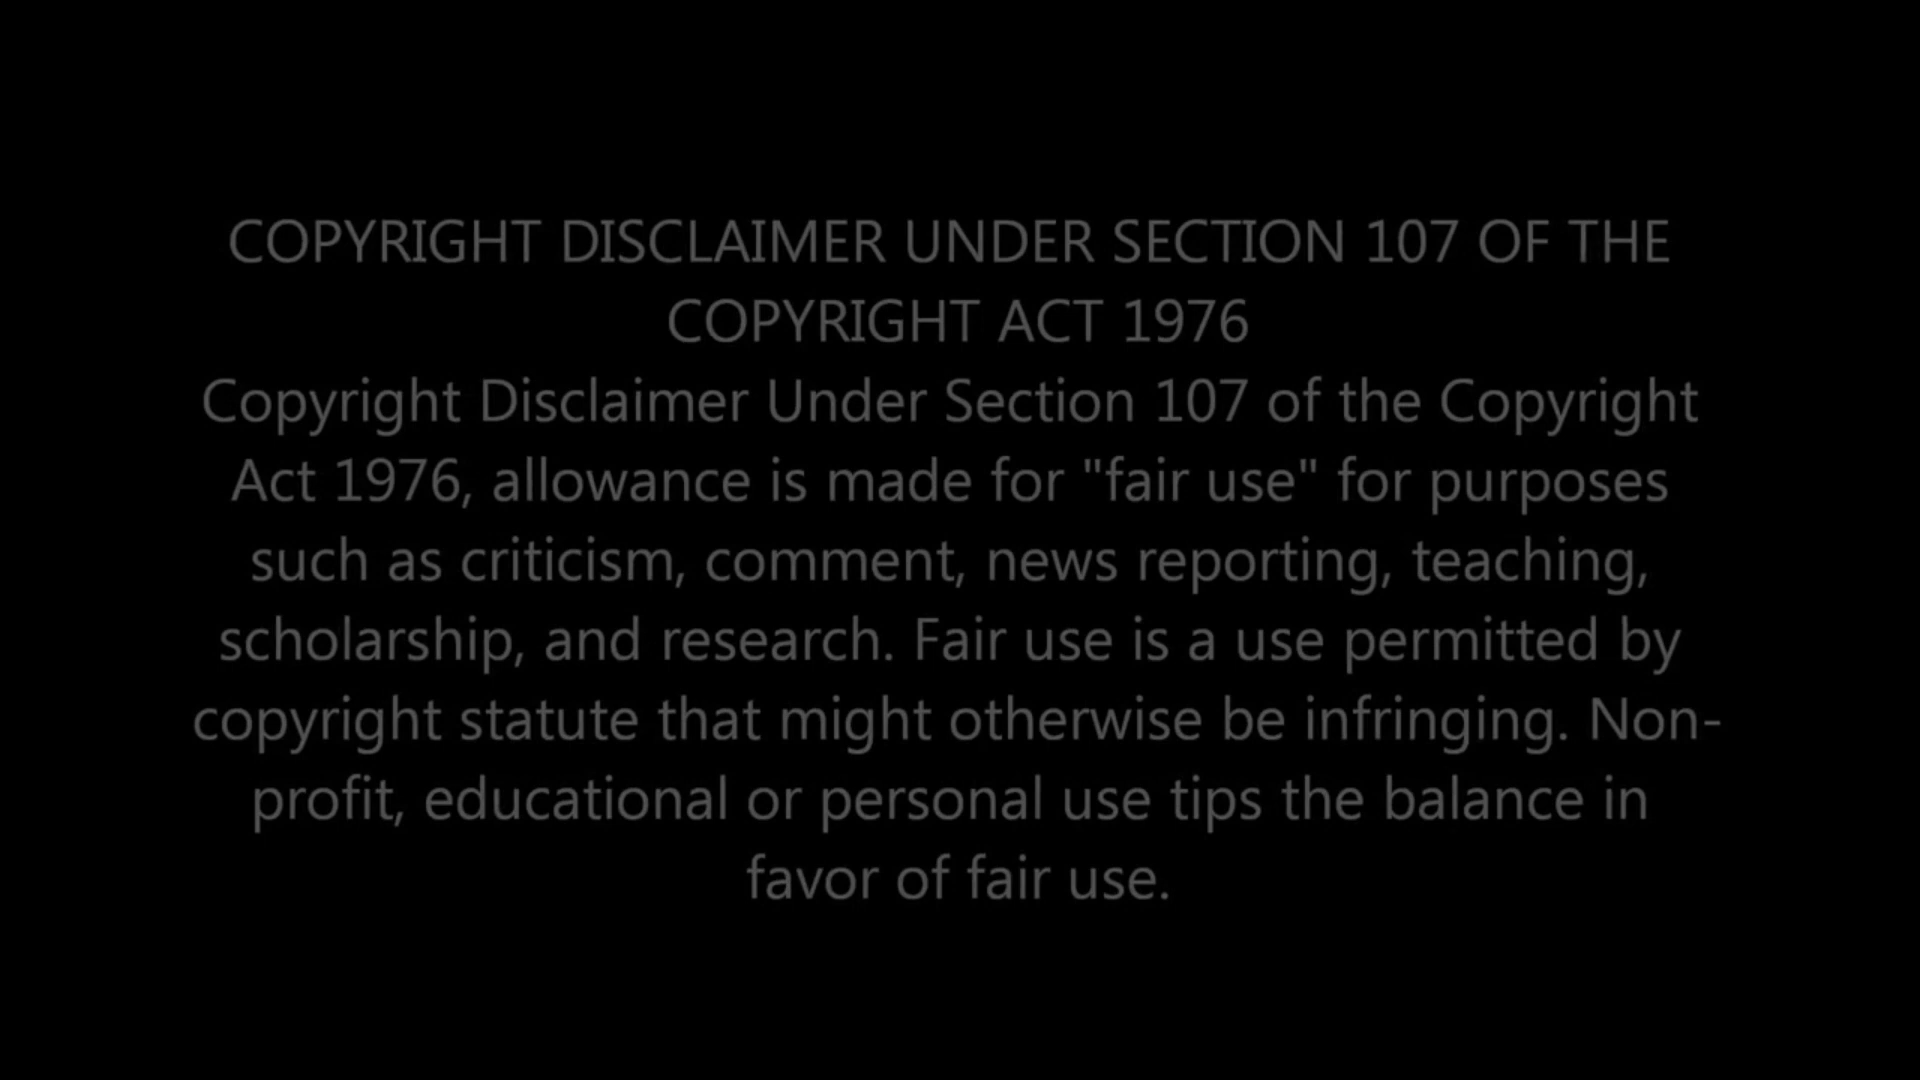 COPYRIGHT DISCLAIMER UNDER SECTION 107 OF THE
COPYRIGHT ACT 1976
Copyright Disclaimer Under Section 107 of the Copyright
Act 1976, allowance is made for "fair use" for purposes
such as criticism, comment, news reporting, teaching,
scholarship, and research. Fair use is a use permitted by
copyright statute that might otherwise be infringing. Non-
profit, educational or personal use tips the balance in
favor of fair use.